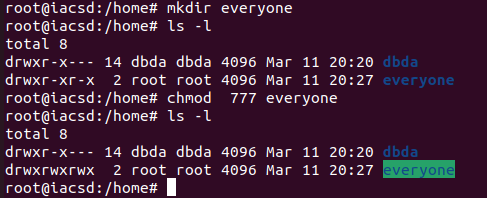 root@iacsd:/home# mkdir everyone
root@iacsd:/home# ls -l
total 8
drwxr-x--- 14 dbda dbda 4096 Mar 11 20:20 dbda
drwxr-xr-x  2 root root 4096 Mar 11 20:27 everyone
root@iacsd:/home# chmod  777 everyone
root@iacsd:/home# ls -l
total 8
drwxr-x--- 14 dbda dbda 4096 Mar 11 20:20 dbda
drwxrwxrwx  2 root root 4096 Mar 11 20:27 everyone
root@iacsd:/home#